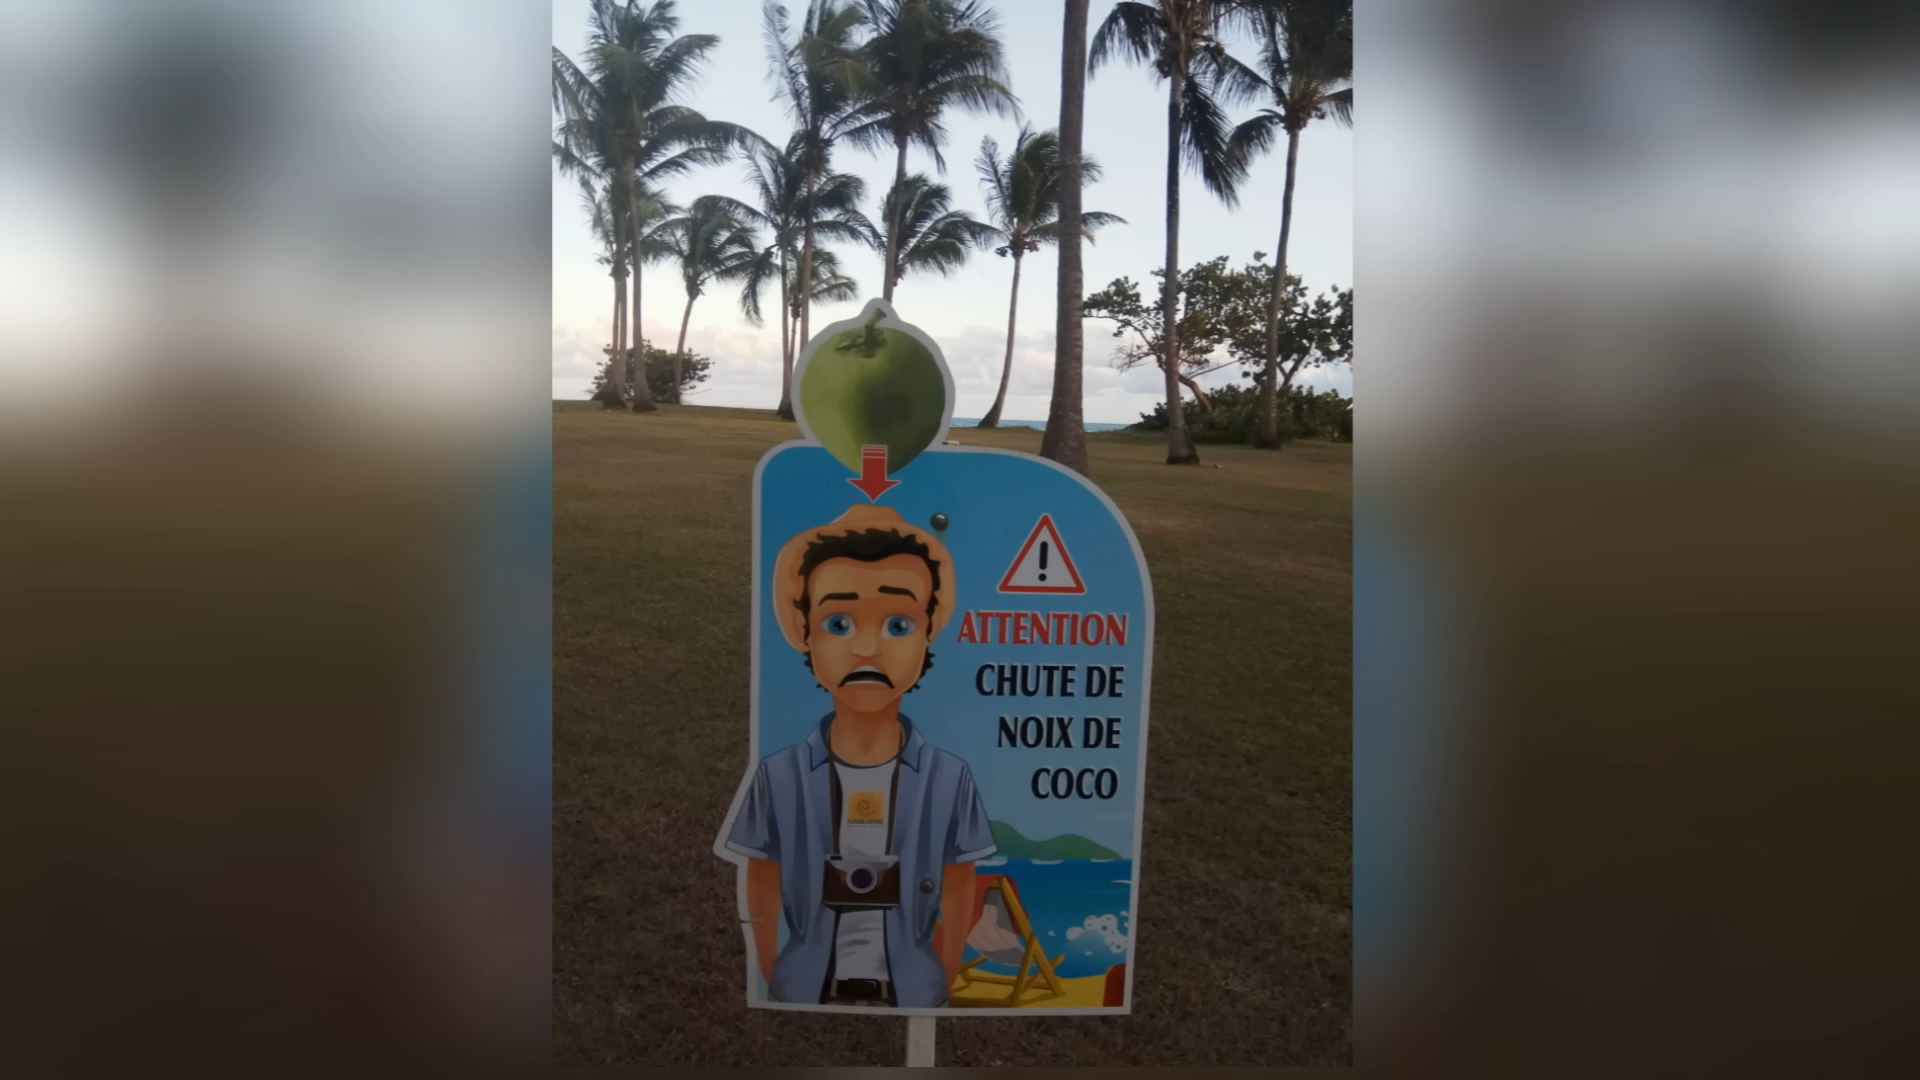 ATTENTION
CHUTE DE
NOIX DE
COCO